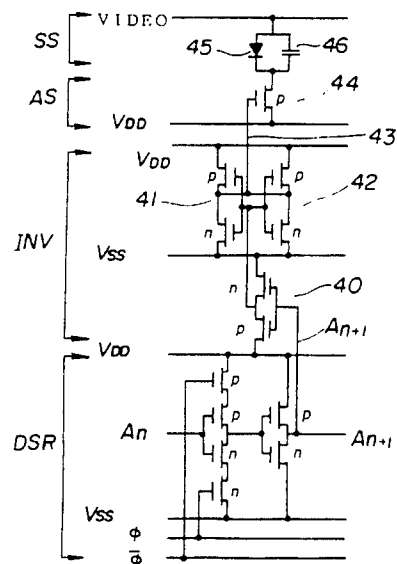 SS
VIDEO
45
46
AS
p
44
VDD
43
VDD
p
p
41
42
INV
n
n
VSS
n
40
p
An+1
VDD
p
p
p
An
An+1
DSR
n
n
n
VSS
ϕ
ϕ̅